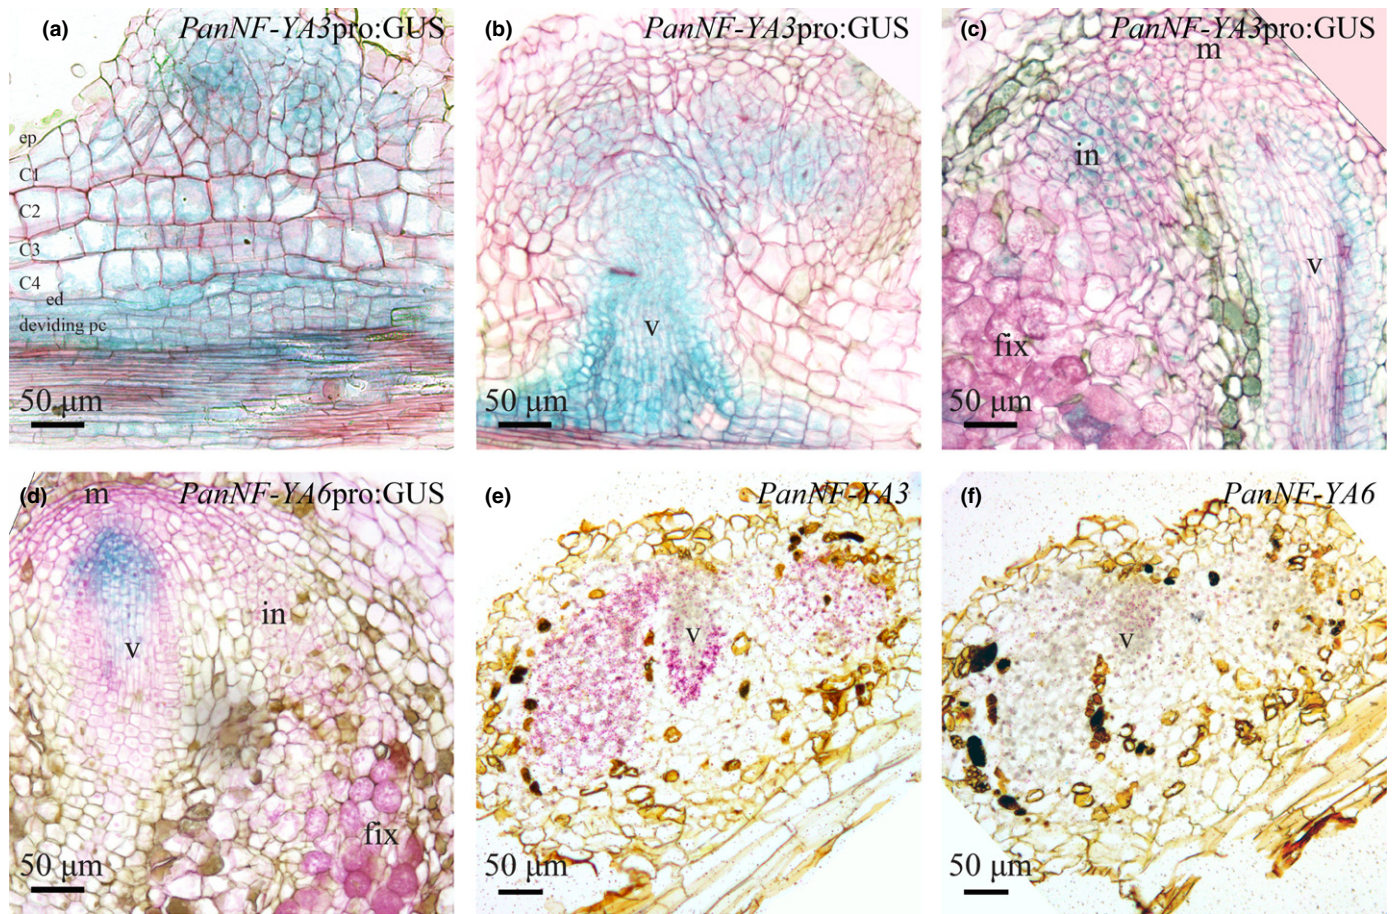 (a) PanNF-YA3pro:GUS
ep
C1
C2
C3
C4
ed
deviding pc
50 μm
(b) PanNF-YA3pro:GUS
v
50 μm
(c) PanNF-YA3pro:GUS
m
in
v
fix
50 μm
(d) m PanNF-YA6pro:GUS
in
v
fix
50 μm
(e) PanNF-YA3
v
50 μm
(f) PanNF-YA6
v
50 μm